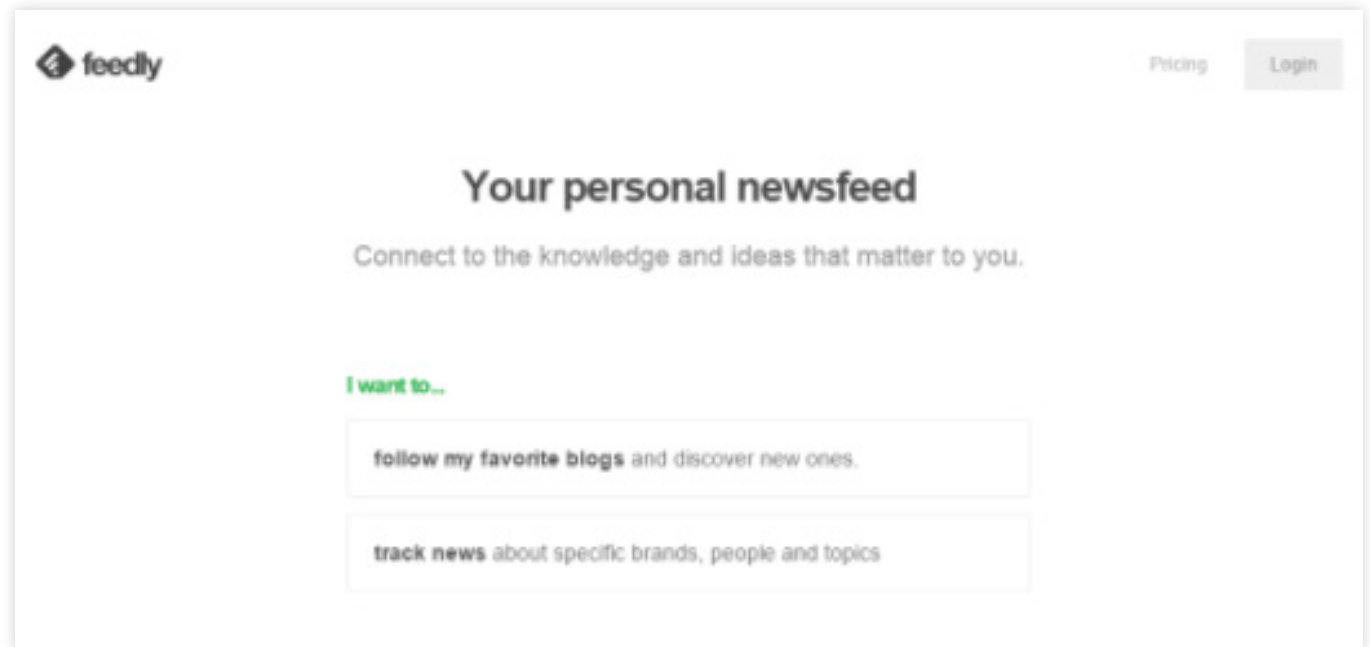 feedly
Pricing
Login
Your personal newsfeed
Connect to the knowledge and ideas that matter to you.
I want to...
follow my favorite blogs and discover new ones.
track news about specific brands, people and topics